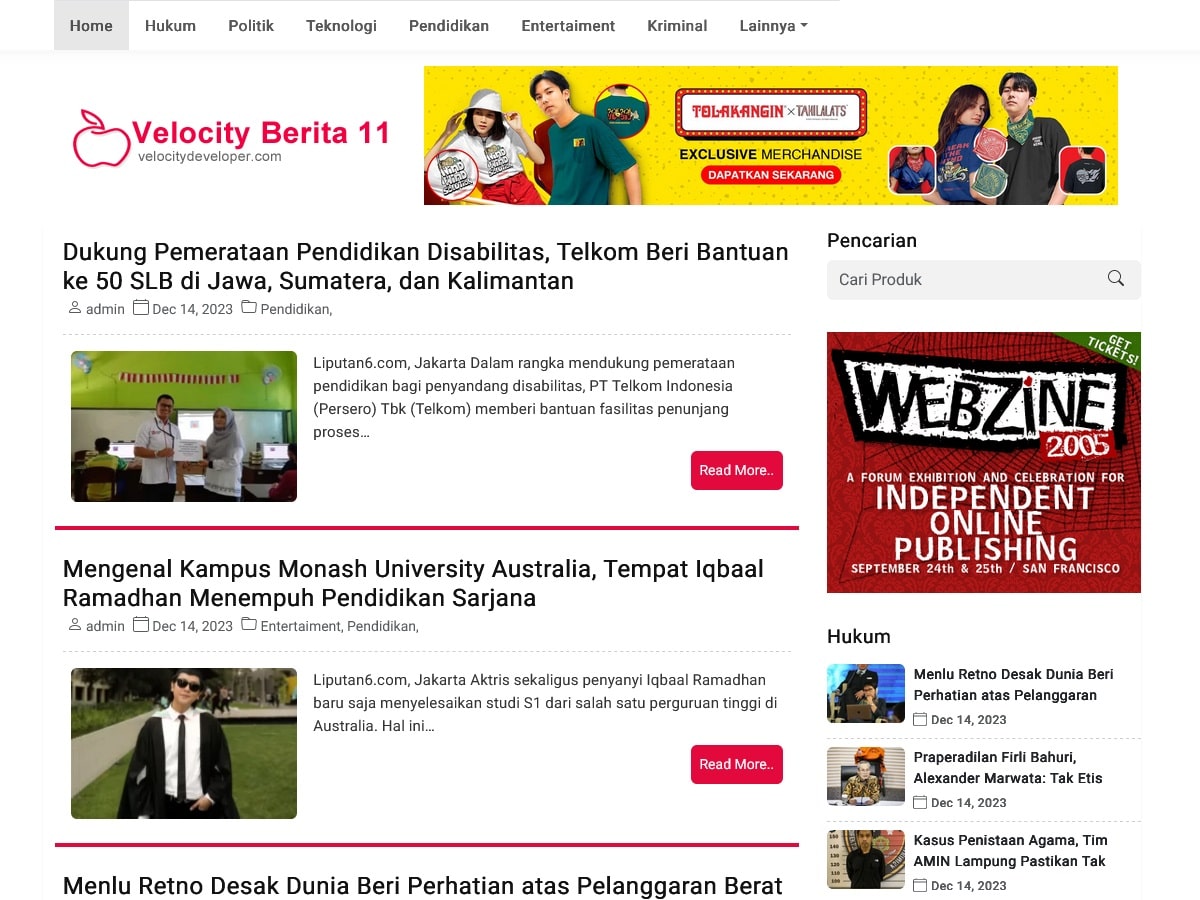 Home Hukum Politik Teknologi Pendidikan Entertaiment Kriminal Lainnya
Velocity Berita 11
velocitydeveloper.com
TOLAKANGIN × TAHILALATS
EXCLUSIVE MERCHANDISE
DAPATKAN SEKARANG
Dukung Pemerataan Pendidikan Disabilitas, Telkom Beri Bantuan
ke 50 SLB di Jawa, Sumatera, dan Kalimantan
admin Dec 14, 2023 Pendidikan,
Liputan6.com, Jakarta Dalam rangka mendukung pemerataan
pendidikan bagi penyandang disabilitas, PT Telkom Indonesia
(Persero) Tbk (Telkom) memberi bantuan fasilitas penunjang
proses…
Read More..
Mengenal Kampus Monash University Australia, Tempat Iqbaal
Ramadhan Menempuh Pendidikan Sarjana
admin Dec 14, 2023 Entertaiment, Pendidikan,
Liputan6.com, Jakarta Aktris sekaligus penyanyi Iqbaal Ramadhan
baru saja menyelesaikan studi S1 dari salah satu perguruan tinggi di
Australia. Hal ini…
Read More..
Menlu Retno Desak Dunia Beri Perhatian atas Pelanggaran Berat
Pencarian
Cari Produk
GET
TICKETS!
WEBZINE
2005
A FORUM EXHIBITION AND CELEBRATION FOR
INDEPENDENT
ONLINE
PUBLISHING
SEPTEMBER 24th & 25th / SAN FRANCISCO
Hukum
Menlu Retno Desak Dunia Beri
Perhatian atas Pelanggaran
Dec 14, 2023
Praperadilan Firli Bahuri,
Alexander Marwata: Tak Etis
Dec 14, 2023
Kasus Penistaan Agama, Tim
AMIN Lampung Pastikan Tak
Dec 14, 2023